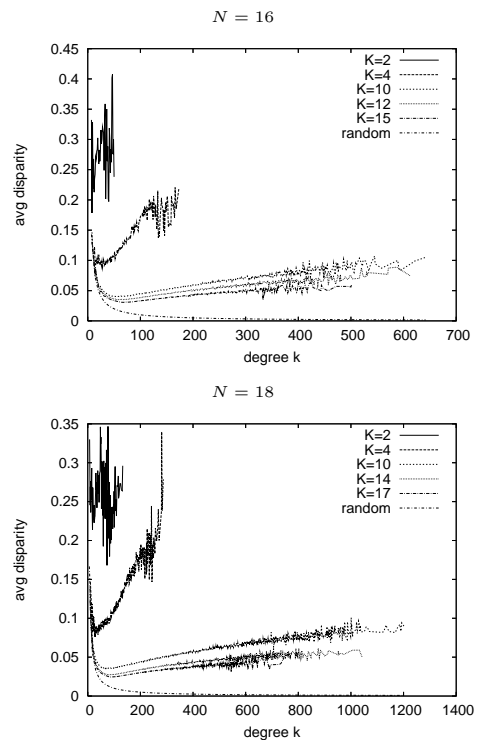 N = 16
0.45
0.4
0.35
0.3
0.25
0.2
0.15
0.1
0.05
0
avg disparity
K=2
K=4
K=10
K=12
K=15
random
0 100 200 300 400 500 600 700
degree k
N = 18
0.35
0.3
0.25
0.2
0.15
0.1
0.05
0
avg disparity
K=2
K=4
K=10
K=14
K=17
random
0 200 400 600 800 1000 1200 1400
degree k